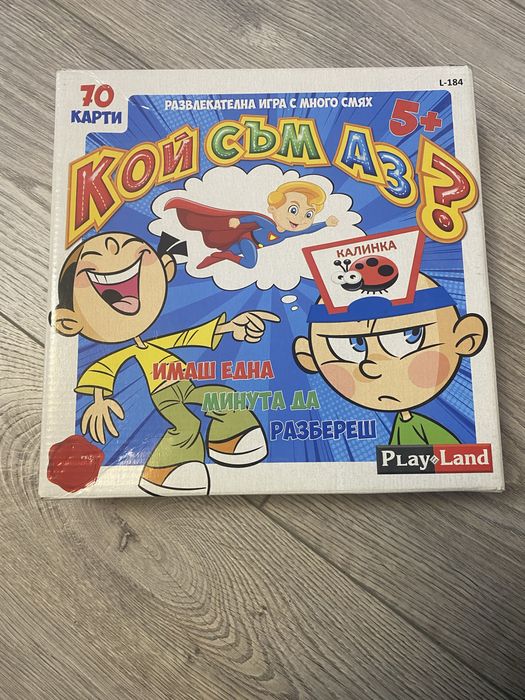 L-184
70
КАРТИ
РАЗВЛЕКАТЕЛНА ИГРА С МНОГО СМЯХ
5+
КОЙ СЪМ АЗ?
КАЛИНКА
ИМАШ ЕДНА
МИНУТА ДА
РАЗБЕРЕШ
PLay Land